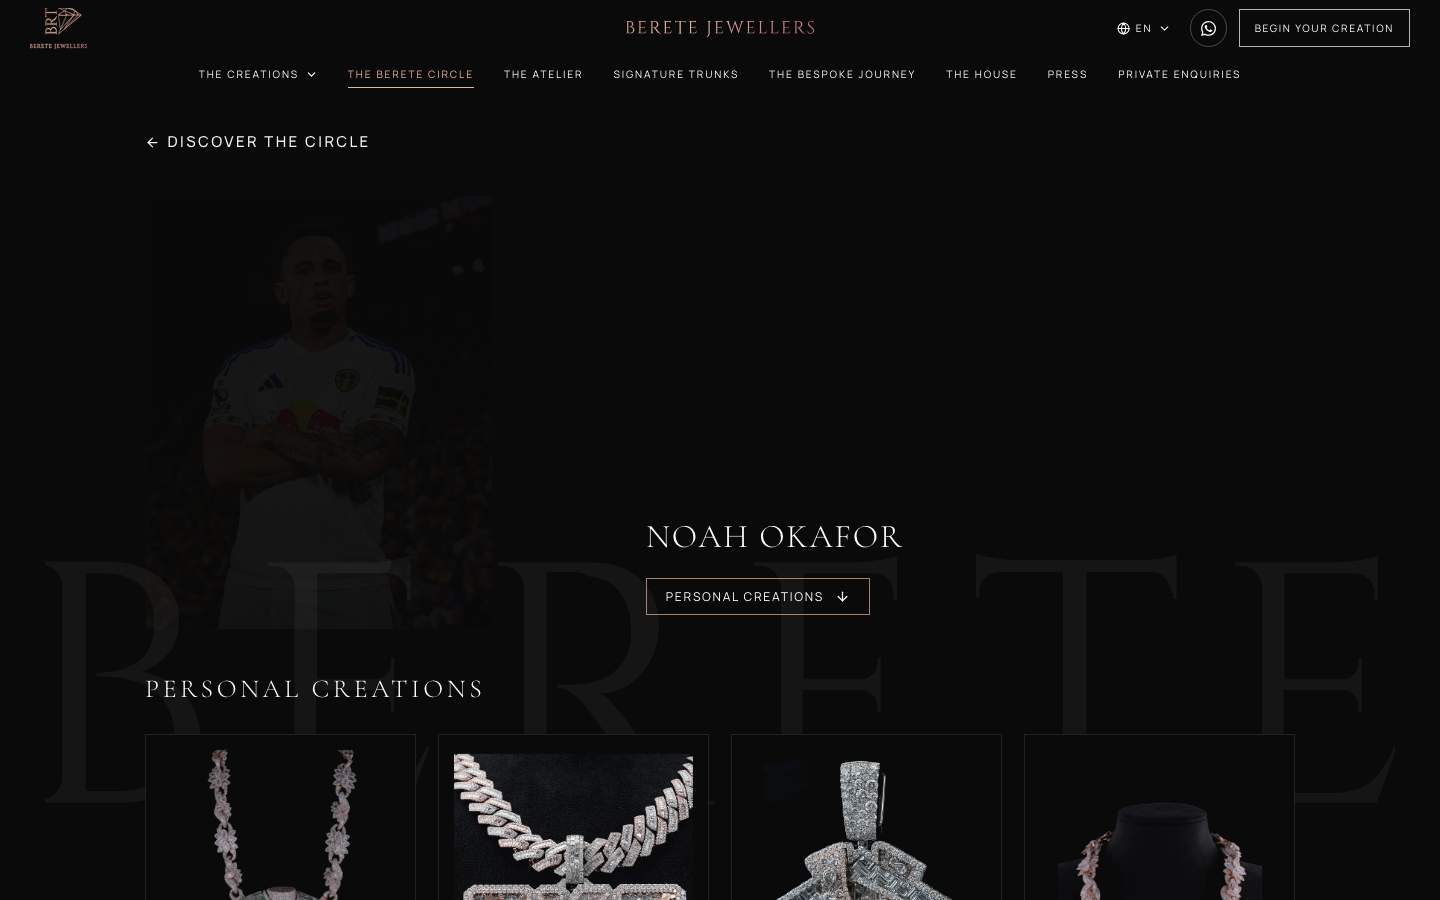 BRT
BERETE JEWELLERS
BERETE JEWELLERS
EN
BEGIN YOUR CREATION
THE CREATIONS
THE BERETE CIRCLE
THE ATELIER
SIGNATURE TRUNKS
THE BESPOKE JOURNEY
THE HOUSE
PRESS
PRIVATE ENQUIRIES
← DISCOVER THE CIRCLE
NOAH OKAFOR
PERSONAL CREATIONS ↓
BERETE
PERSONAL CREATIONS